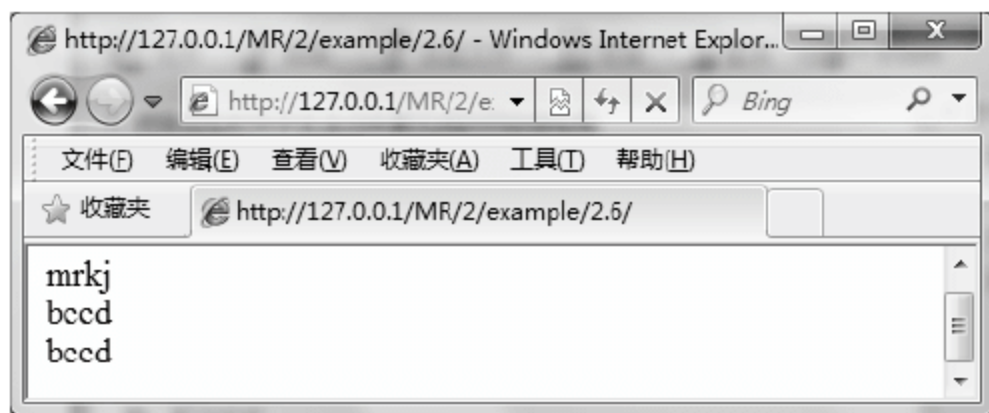 http://127.0.0.1/MR/2/example/2.6/ - Windows Internet Explor...
http://127.0.0.1/MR/2/e: Bing
文件(F) 编辑(E) 查看(V) 收藏夹(A) 工具(T) 帮助(H)
收藏夹 http://127.0.0.1/MR/2/example/2.6/
mrkj
bccd
bccd